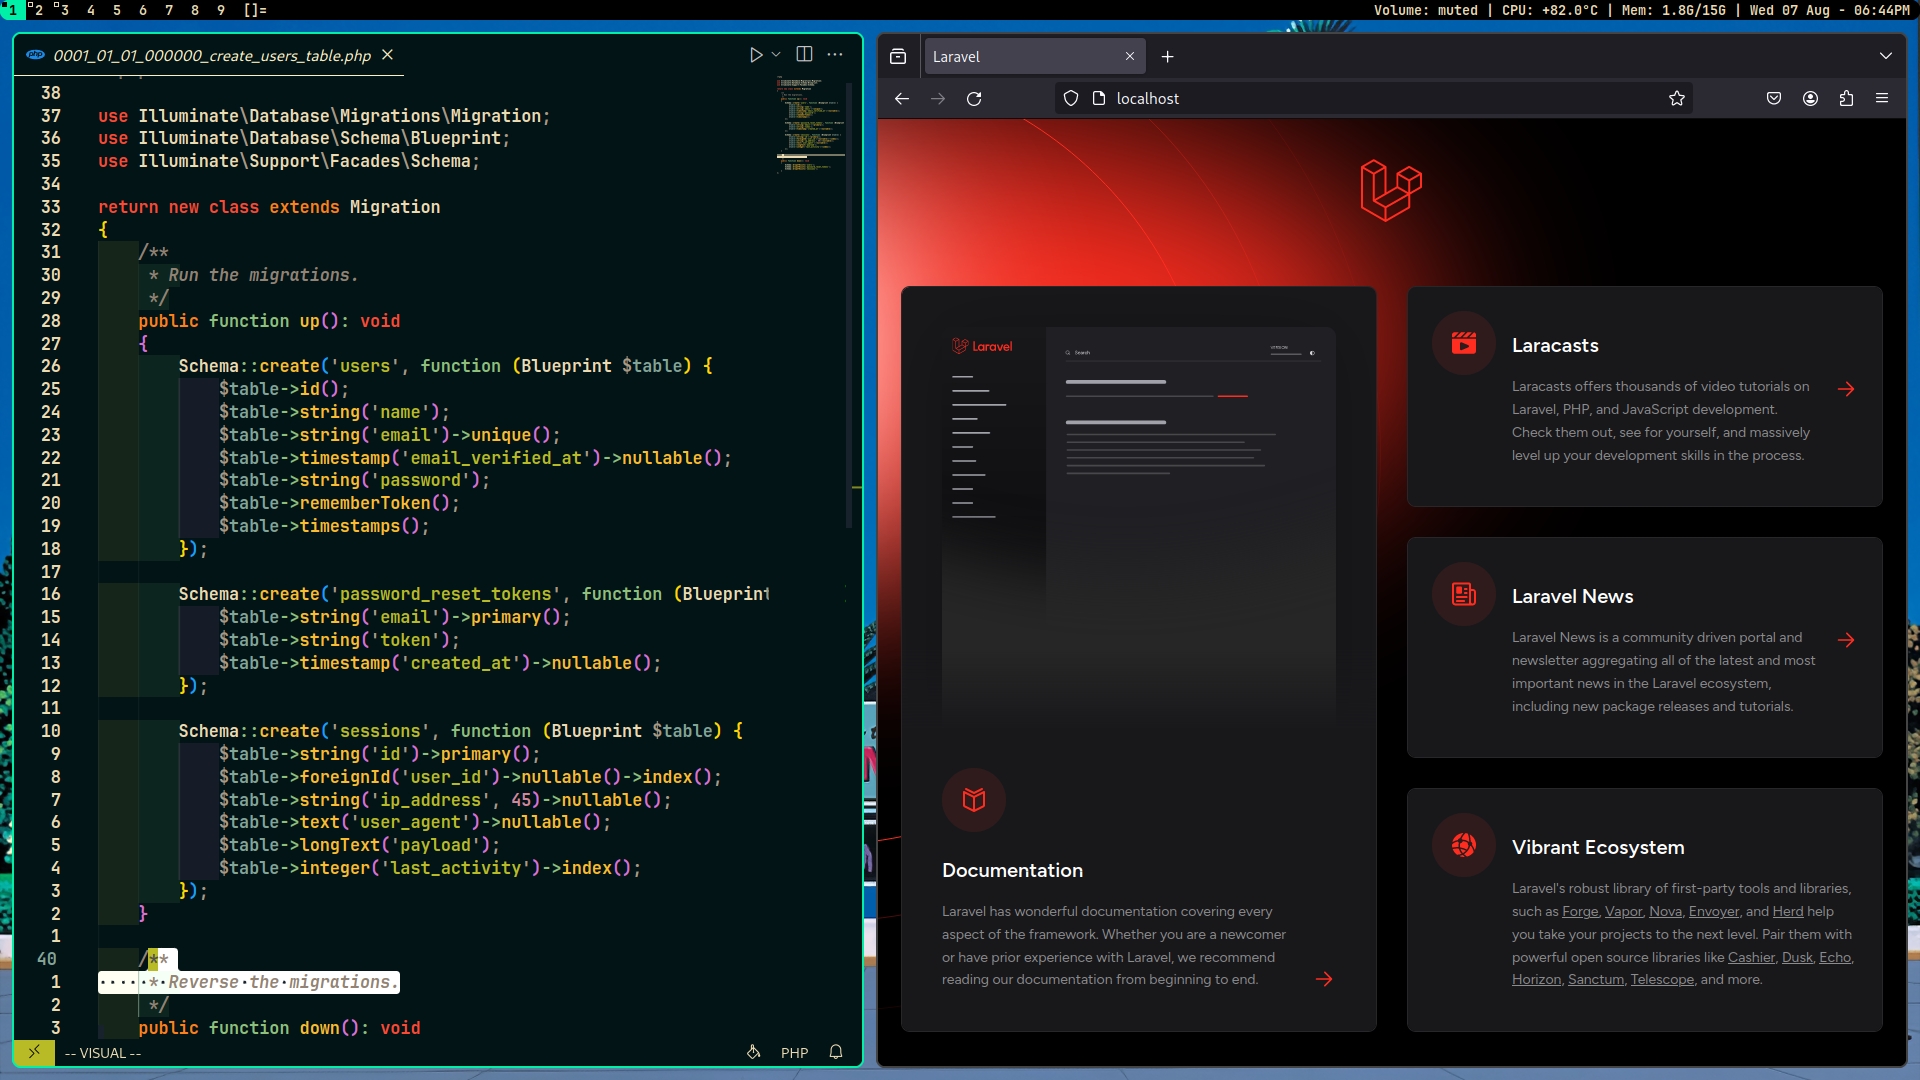 1 2 3 4 5 6 7 8 9 []= Volume: muted | CPU: +82.0°C | Mem: 1.8G/15G | Wed 07 Aug - 06:44PM
php 0001_01_01_000000_create_users_table.php
38
37 use Illuminate\Database\Migrations\Migration;
36 use Illuminate\Database\Schema\Blueprint;
35 use Illuminate\Support\Facades\Schema;
34
33 return new class extends Migration
32 {
31 /**
30 * Run the migrations.
29 */
28 public function up(): void
27 {
26 Schema::create('users', function (Blueprint $table) {
25 $table->id();
24 $table->string('name');
23 $table->string('email')->unique();
22 $table->timestamp('email_verified_at')->nullable();
21 $table->string('password');
20 $table->rememberToken();
19 $table->timestamps();
18 });
17
16 Schema::create('password_reset_tokens', function (Blueprint
15 $table->string('email')->primary();
14 $table->string('token');
13 $table->timestamp('created_at')->nullable();
12 });
11
10 Schema::create('sessions', function (Blueprint $table) {
9 $table->string('id')->primary();
8 $table->foreignId('user_id')->nullable()->index();
7 $table->string('ip_address', 45)->nullable();
6 $table->text('user_agent')->nullable();
5 $table->longText('payload');
4 $table->integer('last_activity')->index();
3 });
2 }
1
40 /**
1 ·····*·Reverse·the·migrations.
2 */
3 public function down(): void
-- VISUAL -- PHP
Laravel
localhost
Laravel
Search
Documentation
Laravel has wonderful documentation covering every
aspect of the framework. Whether you are a newcomer
or have prior experience with Laravel, we recommend
reading our documentation from beginning to end.
Laracasts
Laracasts offers thousands of video tutorials on
Laravel, PHP, and JavaScript development.
Check them out, see for yourself, and massively
level up your development skills in the process.
Laravel News
Laravel News is a community driven portal and
newsletter aggregating all of the latest and most
important news in the Laravel ecosystem,
including new package releases and tutorials.
Vibrant Ecosystem
Laravel's robust library of first-party tools and libraries,
such as Forge, Vapor, Nova, Envoyer, and Herd help
you take your projects to the next level. Pair them with
powerful open source libraries like Cashier, Dusk, Echo,
Horizon, Sanctum, Telescope, and more.